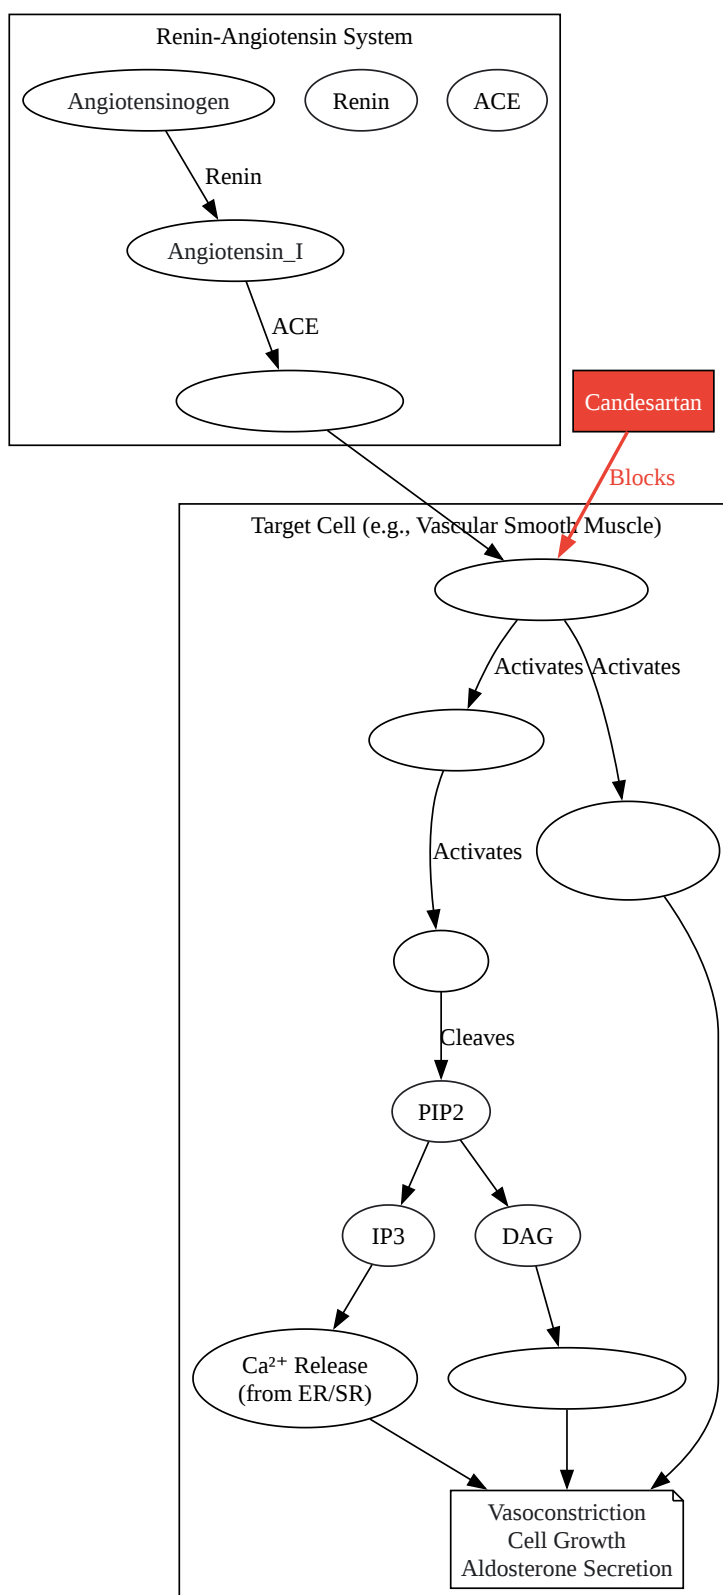 Renin-Angiotensin System
Angiotensinogen
Renin
ACE
Renin
Angiotensin_I
ACE
Candesartan
Blocks
Target Cell (e.g., Vascular Smooth Muscle)
Activates
Activates
Activates
Cleaves
PIP2
IP3
DAG
Ca²⁺ Release
(from ER/SR)
Vasoconstriction
Cell Growth
Aldosterone Secretion